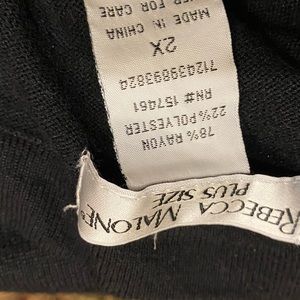 REBECCA MALONE
PLUS SIZE
78% RAYON
22% POLYESTER
RN# 157461
712439893824
2X
MADE IN CHINA
FOR CARE